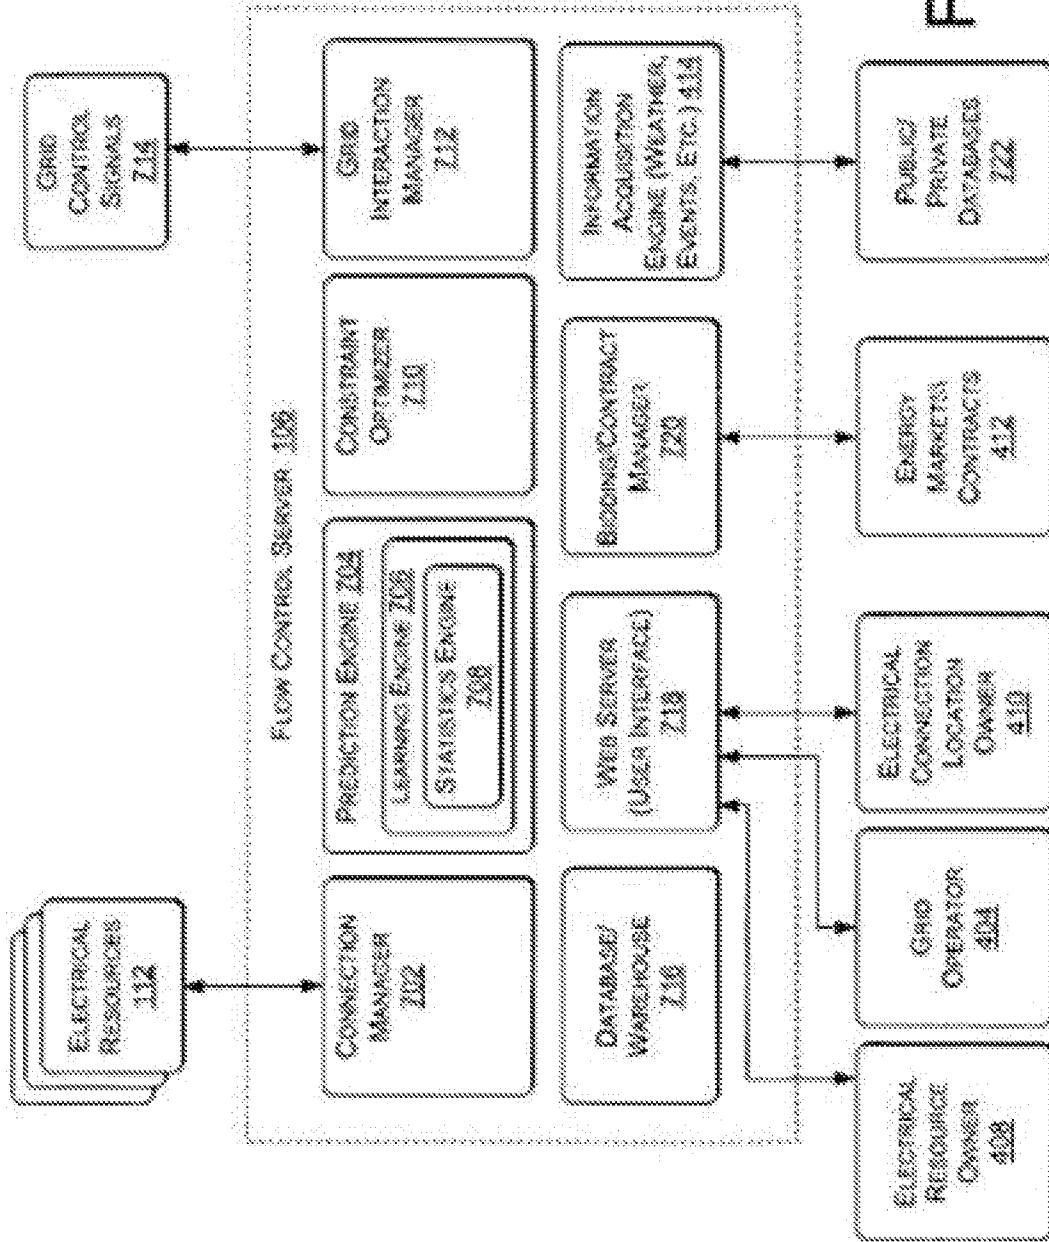 ELECTRICAL
RESOURCES
112
GRID
CONTROL
SIGNALS
714
FLOW CONTROL SERVER 106
CONNECTION
MANAGER
702
PREDICTION ENGINE 704
LEARNING ENGINE 706
STATISTICS ENGINE
708
CONSTRAINT
OPTIMIZER
710
GRID
INTERACTION
MANAGER
712
DATABASE/
WAREHOUSE
716
WEB SERVER
(USER INTERFACE)
719
BIDDING/CONTRACT
MANAGER
720
INFORMATION
ACQUISITION
ENGINE (WEATHER,
EVENTS, ETC.) 414
ELECTRICAL
RESOURCE
OWNER
408
GRID
OPERATOR
404
ELECTRICAL
CONNECTION
LOCATION
OWNER
410
ENERGY
MARKETS/
CONTRACTS
412
PUBLIC/
PRIVATE
DATABASES
722